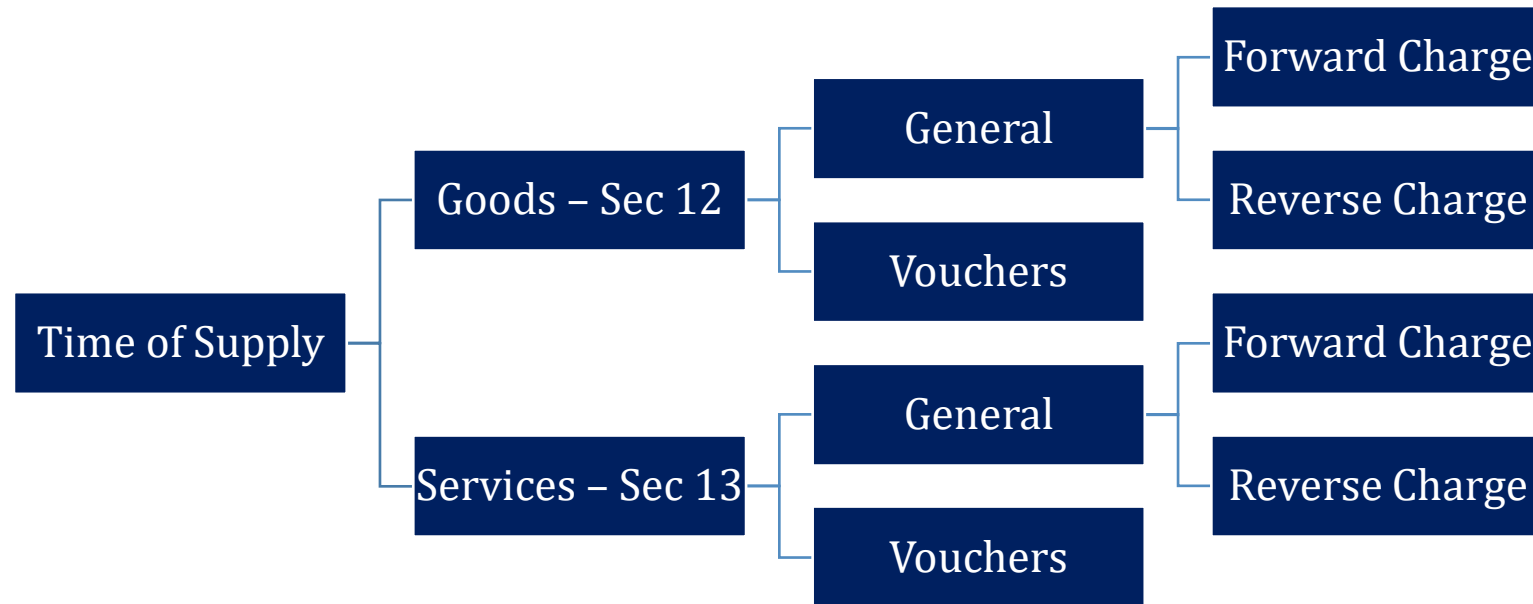 Time of Supply
Goods – Sec 12
General
Forward Charge
Reverse Charge
Vouchers
Services – Sec 13
General
Forward Charge
Reverse Charge
Vouchers